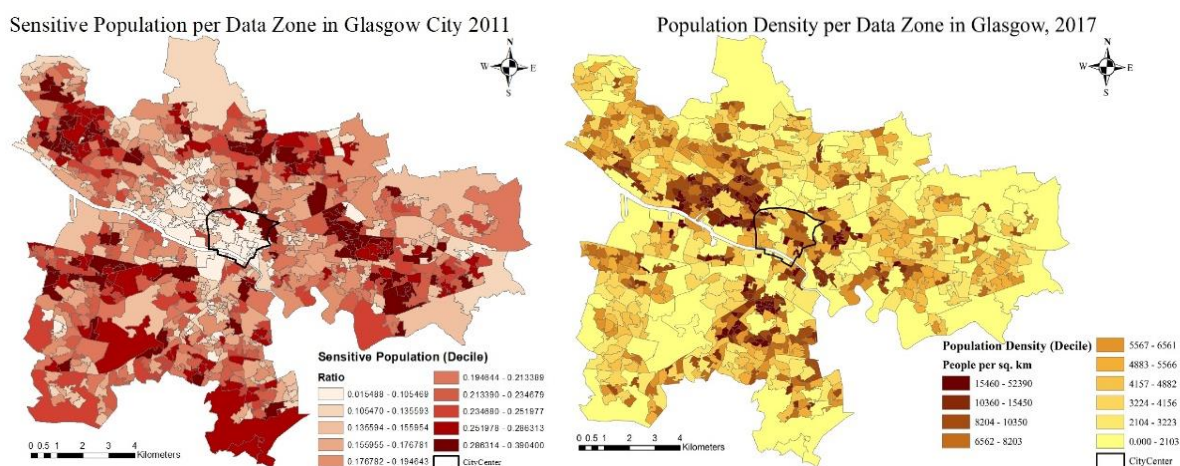 Sensitive Population per Data Zone in Glasgow City 2011
N
W E
S
Sensitive Population (Decile)
Ratio
0.015488 - 0.105469
0.105470 - 0.135593
0.135594 - 0.155954
0.155955 - 0.176781
0.176782 - 0.194643
0.194644 - 0.213389
0.213390 - 0.234679
0.234680 - 0.251977
0.251978 - 0.286313
0.286314 - 0.390400
CityCenter
0 0.5 1 2 3 4
Kilometers
Population Density per Data Zone in Glasgow, 2017
N
W E
S
Population Density (Decile)
People per sq. km
15460 - 52390
10360 - 15450
8204 - 10350
6562 - 8203
5567 - 6561
4883 - 5566
4157 - 4882
3224 - 4156
2104 - 3223
0.000 - 2103
CityCenter
0 0.5 1 2 3 4
Kilometers